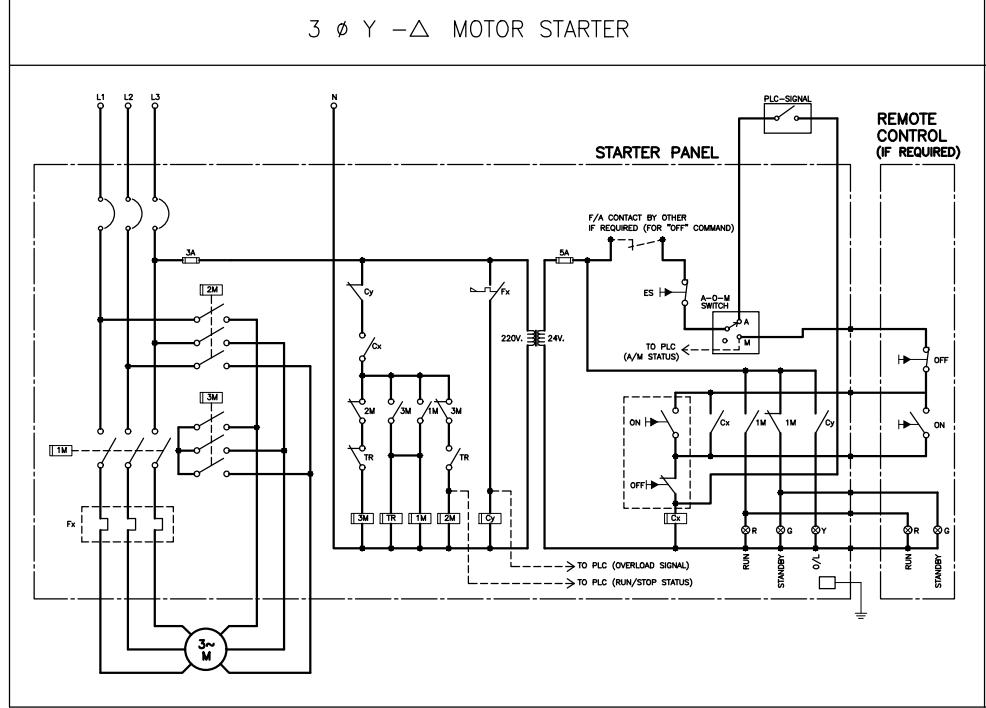 3 ø Y -△ MOTOR STARTER
L1 L2 L3 N
PLC-SIGNAL
REMOTE
CONTROL
(IF REQUIRED)
STARTER PANEL
F/A CONTACT BY OTHER
IF REQUIRED (FOR "OFF" COMMAND)
3A
5A
2M
Cy
Fx
ES
A-O-M
SWITCH
A
M
220V.
24V.
TO PLC
(A/M STATUS)
OFF
Cx
3M
2M
3M
1M
3M
ON
Cx
1M
1M
Cy
ON
1M
TR
TR
OFF
Fx
3M
TR
1M
2M
Cy
Cx
R
G
Y
R
G
RUN
STANDBY
O/L
RUN
STANDBY
TO PLC (OVERLOAD SIGNAL)
TO PLC (RUN/STOP STATUS)
3~
M